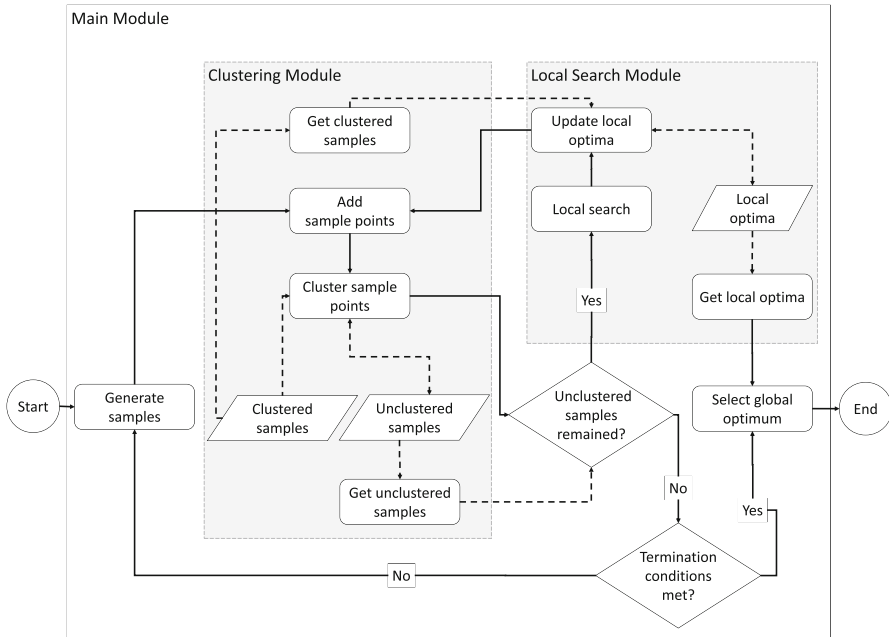 Main Module
Clustering Module
Local Search Module
Get clustered
samples
Update local
optima
Add
sample points
Local search
Local
optima
Cluster sample
points
Yes
Get local optima
Start
Generate
samples
Clustered
samples
Unclustered
samples
Unclustered
samples
remained?
Select global
optimum
End
Get unclustered
samples
No
Yes
Termination
conditions
met?
No